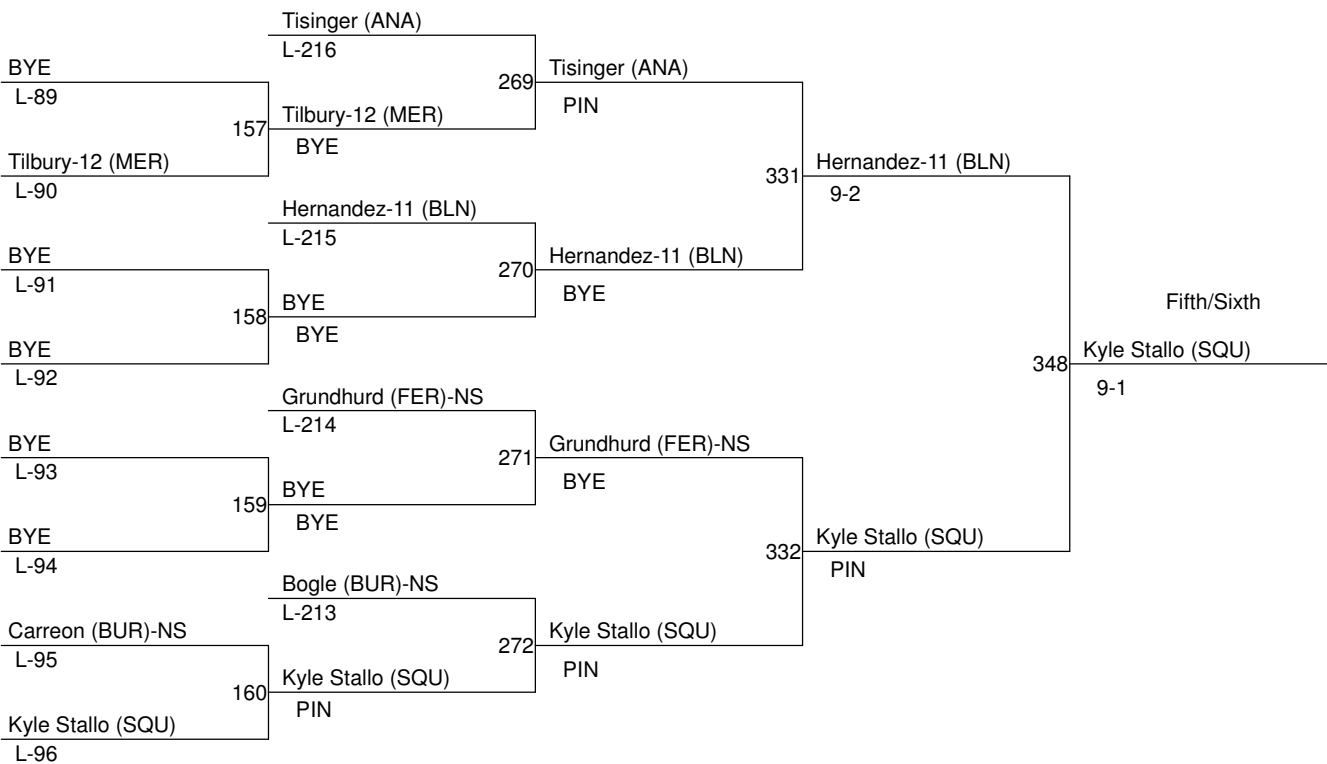 Tisinger (ANA)
L-216
BYE
L-89
269
Tisinger (ANA)
PIN
157
Tilbury-12 (MER)
BYE
Tilbury-12 (MER)
L-90
331
Hernandez-11 (BLN)
9-2
Hernandez-11 (BLN)
L-215
BYE
L-91
270
Hernandez-11 (BLN)
BYE
158
BYE
BYE
Fifth/Sixth
BYE
L-92
348
Kyle Stallo (SQU)
9-1
Grundhurd (FER)-NS
L-214
BYE
L-93
271
Grundhurd (FER)-NS
BYE
159
BYE
BYE
BYE
L-94
332
Kyle Stallo (SQU)
PIN
Bogle (BUR)-NS
L-213
Carreon (BUR)-NS
L-95
272
Kyle Stallo (SQU)
PIN
160
Kyle Stallo (SQU)
PIN
Kyle Stallo (SQU)
L-96